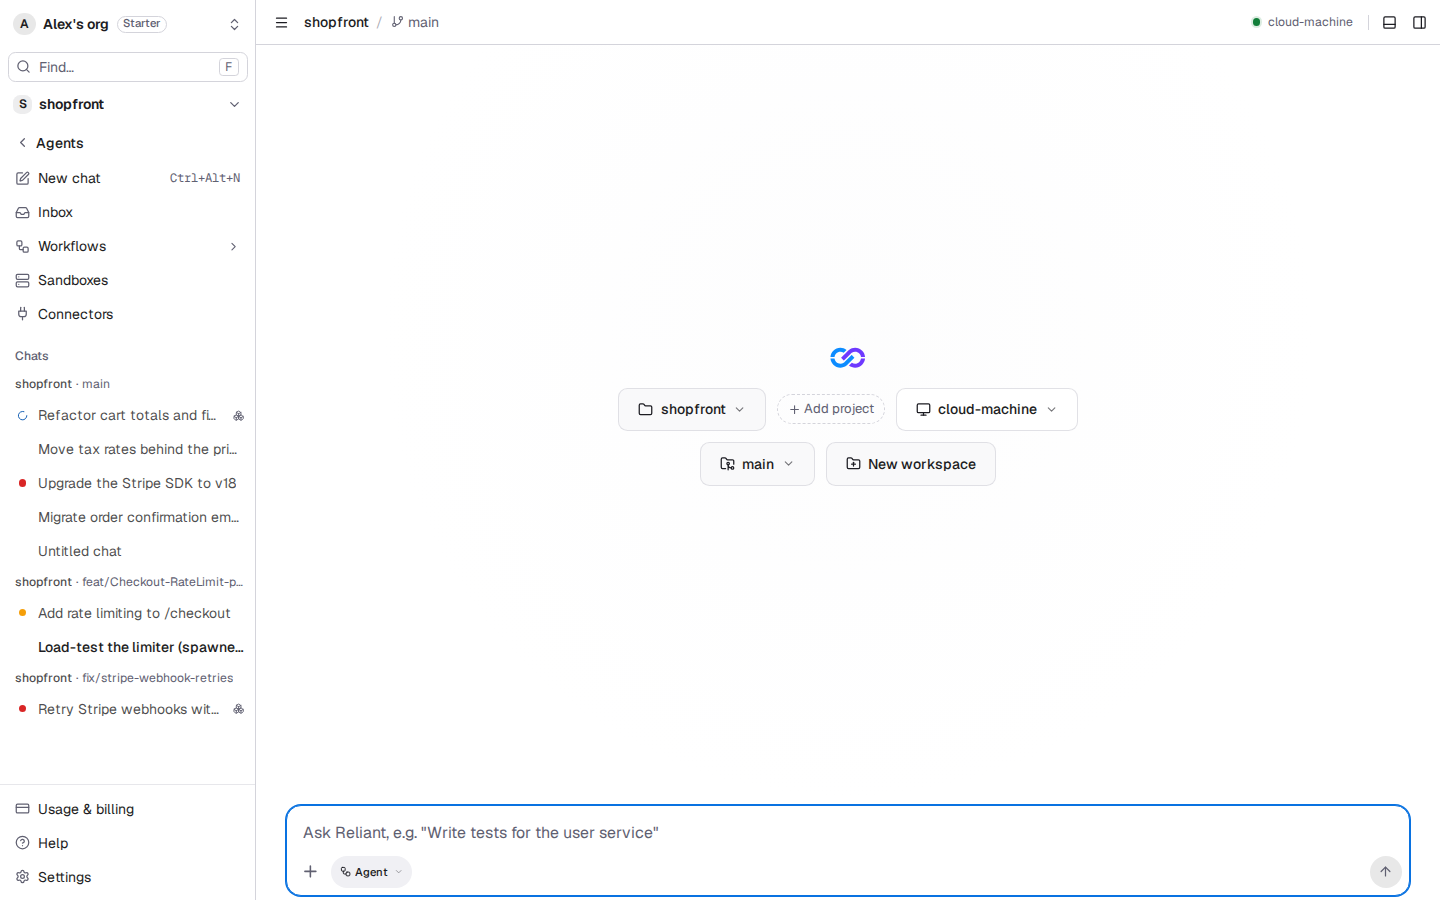 A Alex's org Starter
Find... F
S shopfront
Agents
New chat Ctrl+Alt+N
Inbox
Workflows
Sandboxes
Connectors
Chats
shopfront · main
Refactor cart totals and fi...
Move tax rates behind the pri...
Upgrade the Stripe SDK to v18
Migrate order confirmation em...
Untitled chat
shopfront · feat/Checkout-RateLimit-p...
Add rate limiting to /checkout
Load-test the limiter (spawne...
shopfront · fix/stripe-webhook-retries
Retry Stripe webhooks wit...
Usage & billing
Help
Settings
shopfront / main
cloud-machine
shopfront
Add project
cloud-machine
main
New workspace
Ask Reliant, e.g. "Write tests for the user service"
Agent